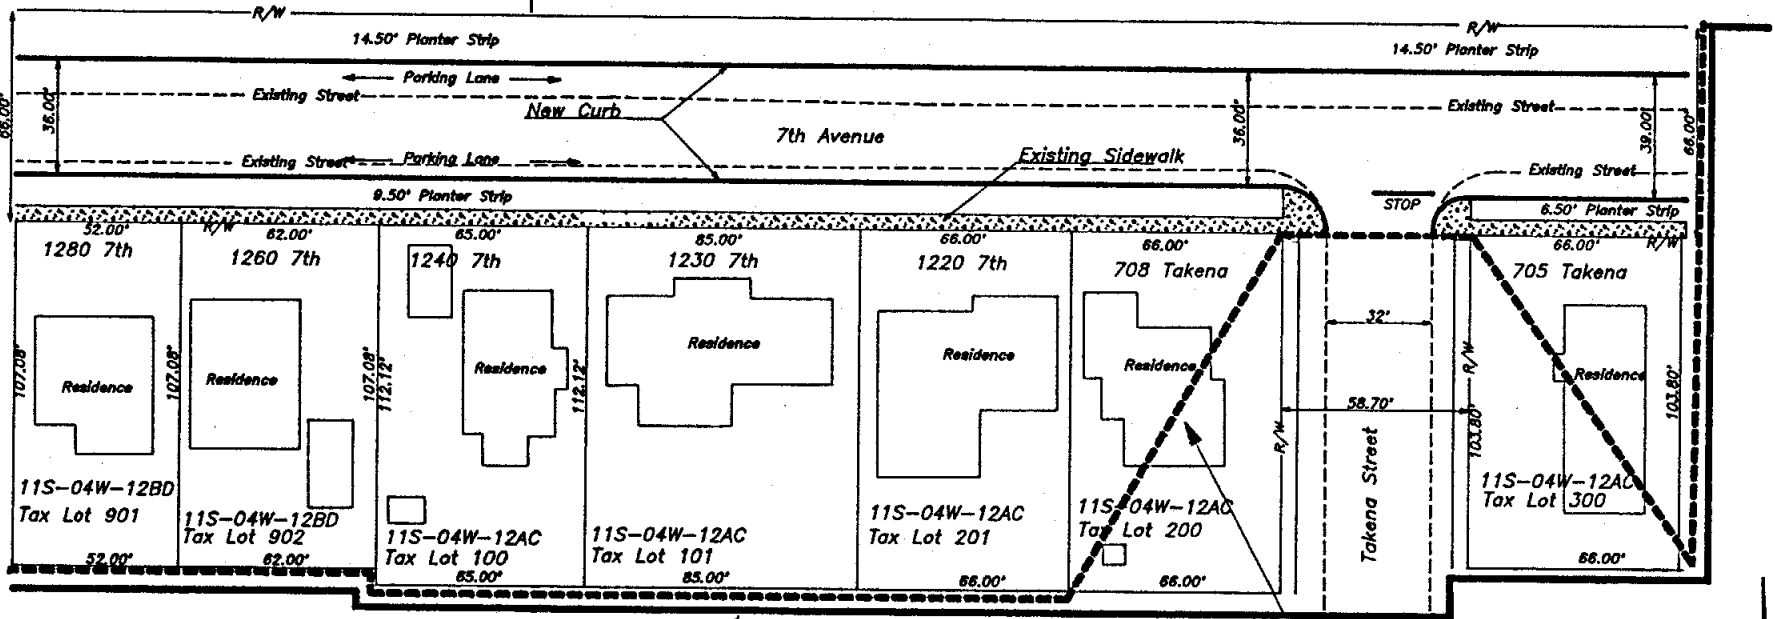 R/W
R/W
14.50' Planter Strip
14.50' Planter Strip
Parking Lane
Existing Street
Existing Street
New Curb
7th Avenue
66.00'
36.00'
36.00'
39.00'
66.00'
Existing Street
Parking Lane
Existing Sidewalk
Existing Street
9.50' Planter Strip
STOP
6.50' Planter Strip
52.00'
R/W
62.00'
65.00'
85.00'
66.00'
66.00'
66.00'
R/W
1280 7th
1260 7th
1240 7th
1230 7th
1220 7th
708 Takena
705 Takena
32'
Residence
Residence
Residence
Residence
Residence
Residence
Residence
107.08'
107.08'
107.08'
112.12'
112.12'
58.70'
R/W
R/W
103.80'
103.80'
Takena Street
11S-04W-12BD
Tax Lot 901
11S-04W-12BD
Tax Lot 902
11S-04W-12AC
Tax Lot 100
11S-04W-12AC
Tax Lot 101
11S-04W-12AC
Tax Lot 201
11S-04W-12AC
Tax Lot 200
11S-04W-12AC
Tax Lot 300
52.00'
62.00'
65.00'
85.00'
66.00'
66.00'
66.00'